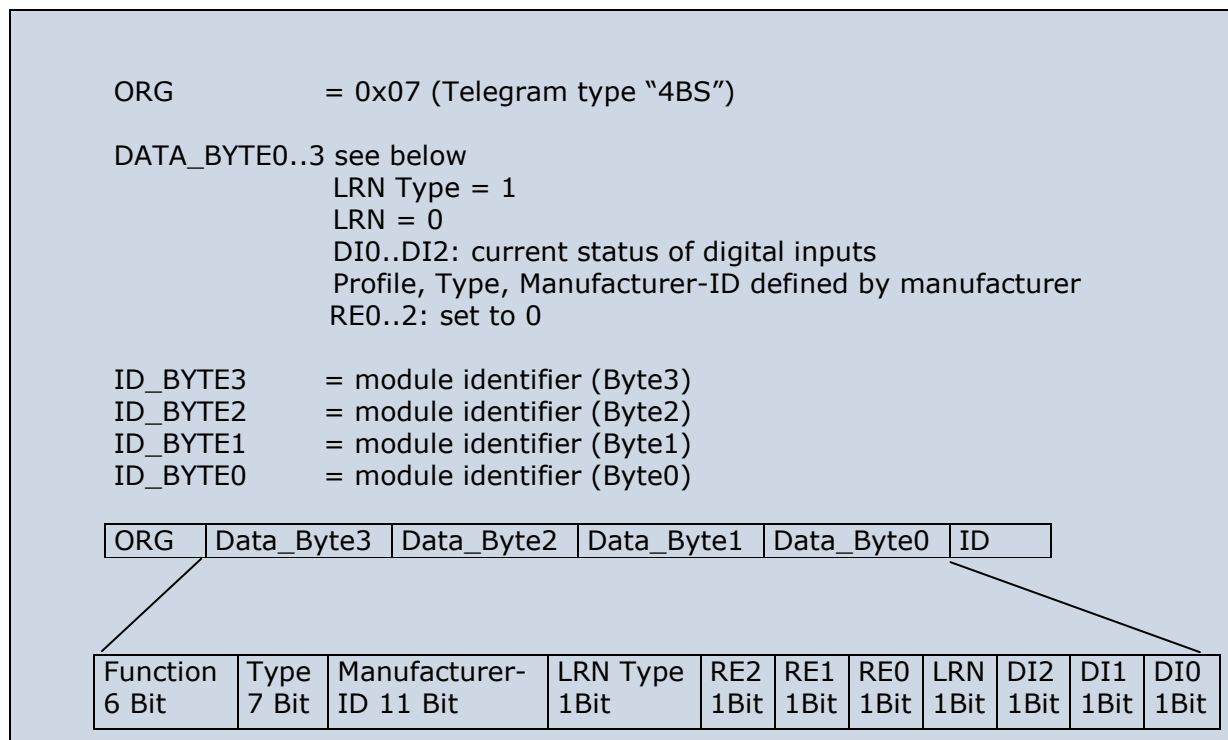 ORG = 0x07 (Telegram type “4BS”)
DATA_BYTE0..3 see below
LRN Type = 1
LRN = 0
DI0..DI2: current status of digital inputs
Profile, Type, Manufacturer-ID defined by manufacturer
RE0..2: set to 0
ID_BYTE3 = module identifier (Byte3)
ID_BYTE2 = module identifier (Byte2)
ID_BYTE1 = module identifier (Byte1)
ID_BYTE0 = module identifier (Byte0)
ORG Data_Byte3 Data_Byte2 Data_Byte1 Data_Byte0 ID
Function Type Manufacturer- LRN Type RE2 RE1 RE0 LRN DI2 DI1 DI0
6 Bit 7 Bit ID 11 Bit 1Bit 1Bit 1Bit 1Bit 1Bit 1Bit 1Bit 1Bit